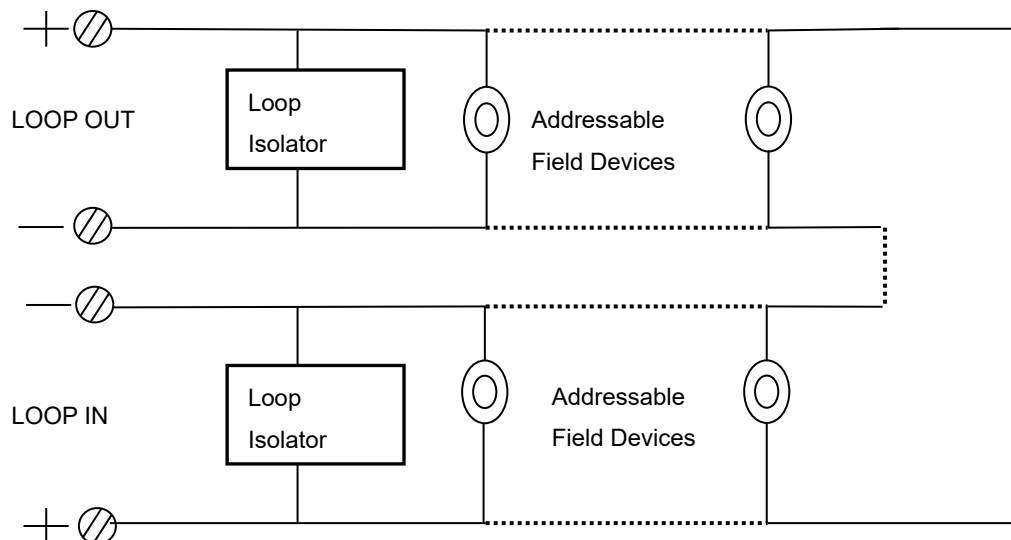 Loop
Isolator
LOOP OUT
Addressable
Field Devices
Loop
Isolator
LOOP IN
Addressable
Field Devices